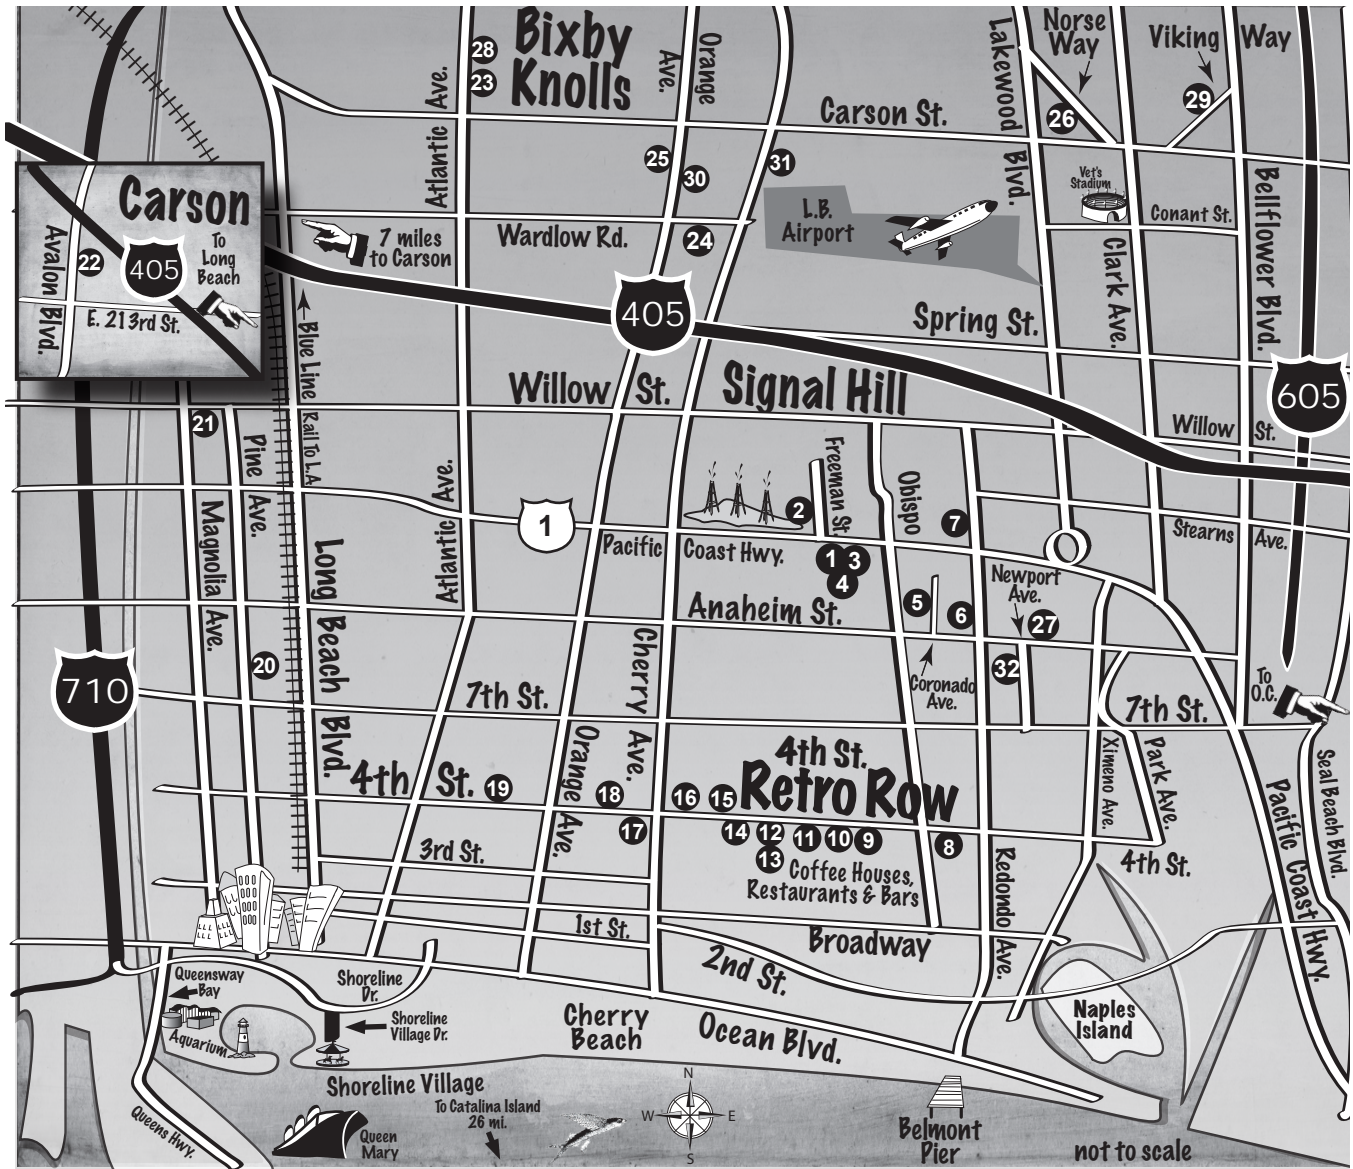 Bixby
Knolls
28
23
Atlantic Ave.
Orange Ave.
Lakewood Blvd.
Norse
Way
Viking Way
26
29
Carson St.
25
30
31
Vet's
Stadium
Conant St.
Bellflower Blvd.
Carson
Avalon Blvd.
22
405
To
Long
Beach
E. 213rd St.
7 miles
to Carson
Wardlow Rd.
24
L.B.
Airport
Clark Ave.
405
Spring St.
Blue Line Rail To L.A.
Willow St.
Signal Hill
605
Willow St.
21
Pine Ave.
Magnolia Ave.
Atlantic Ave.
Freeman St.
Obispo
2
7
1
Pacific Coast Hwy.
Stearns Ave.
1
3
4
Long Beach Blvd.
Newport
Ave.
Anaheim St.
5
6
27
Cherry Ave.
20
32
Coronado
Ave.
To
O.C.
710
7th St.
7th St.
Orange Ave.
Ximeno Ave.
Park Ave.
Pacific Coast Hwy.
Seal Beach Blvd.
4th St.
19
18
16
15
4th St.
Retro Row
17
14
12
11
10
9
8
13
Coffee Houses,
Restaurants & Bars
3rd St.
4th St.
Redondo Ave.
1st St.
Broadway
2nd St.
Queensway
Bay
Shoreline
Dr.
Shoreline
Village Dr.
Aquarium
Cherry
Beach
Ocean Blvd.
Naples
Island
Shoreline Village
Queens Hwy.
Queen
Mary
To Catalina Island
26 mi.
N
W
E
S
Belmont
Pier
not to scale